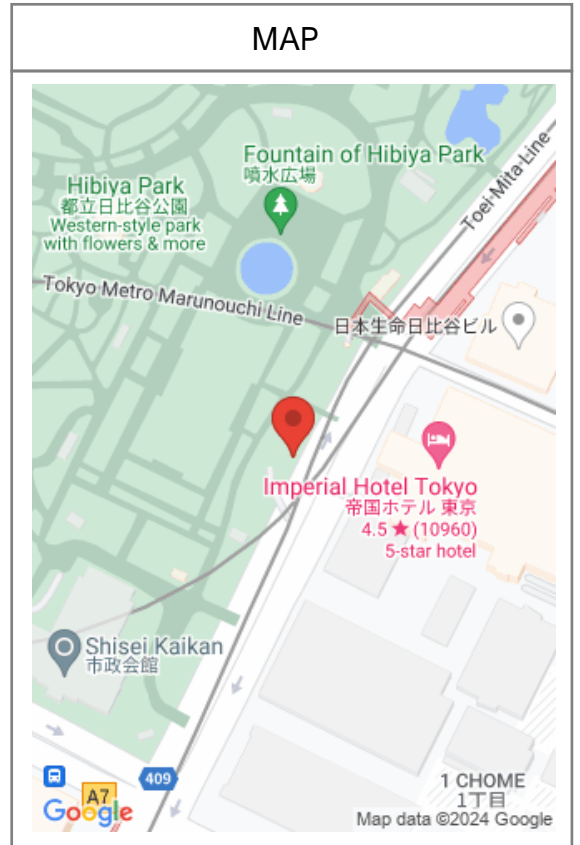 MAP
Fountain of Hibiya Park
噴水広場
Hibiya Park
都立日比谷公園
Western-style park
with flowers & more
Toei-Mita-Line
Tokyo Metro Marunouchi Line
日本生命日比谷ビル
Imperial Hotel Tokyo
帝国ホテル 東京
4.5 ★ (10960)
5-star hotel
Shisei Kaikan
市政会館
409
A7
1 CHOME
1丁目
Google
Map data ©2024 Google